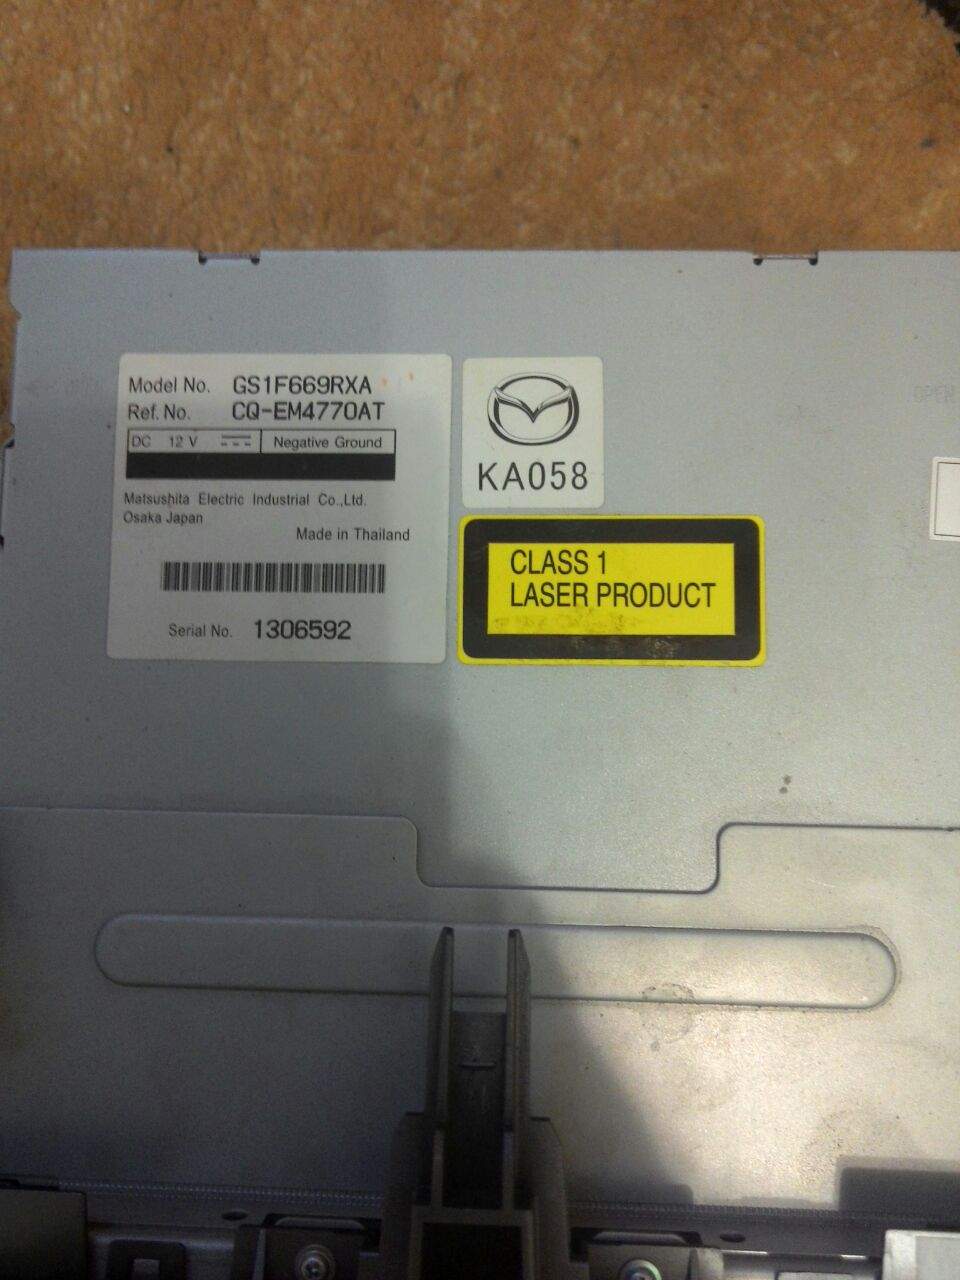 Model No. GS1F669RXA
Ref. No. CQ-EM4770AT
DC 12 V Negative Ground
Matsushita Electric Industrial Co.,Ltd.
Osaka Japan
Made in Thailand
Serial No. 1306592
KA058
CLASS 1
LASER PRODUCT
OPEN